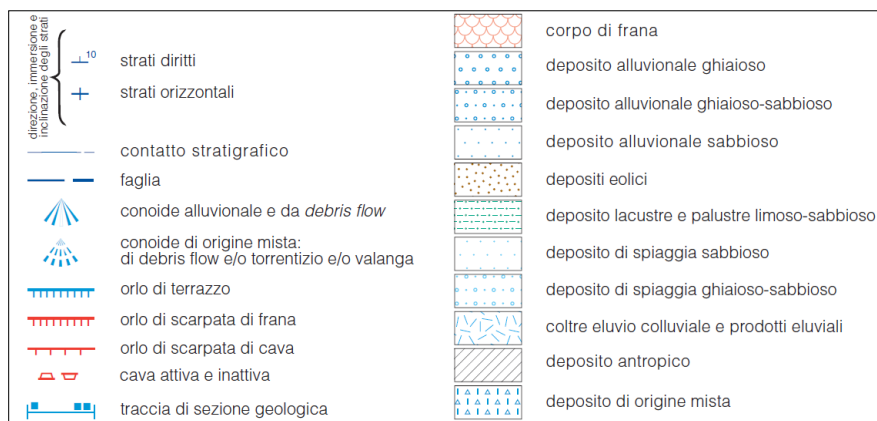 direzione, immersione e
inclinazione degli strati
10
strati diritti
strati orizzontali
contatto stratigrafico
faglia
conoide alluvionale e da debris flow
conoide di origine mista:
di debris flow e/o torrentizio e/o valanga
orlo di terrazzo
orlo di scarpata di frana
orlo di scarpata di cava
cava attiva e inattiva
traccia di sezione geologica
corpo di frana
deposito alluvionale ghiaioso
deposito alluvionale ghiaioso-sabbioso
deposito alluvionale sabbioso
depositi eolici
deposito lacustre e palustre limoso-sabbioso
deposito di spiaggia sabbioso
deposito di spiaggia ghiaioso-sabbioso
coltre eluvio colluviale e prodotti eluviali
deposito antropico
deposito di origine mista